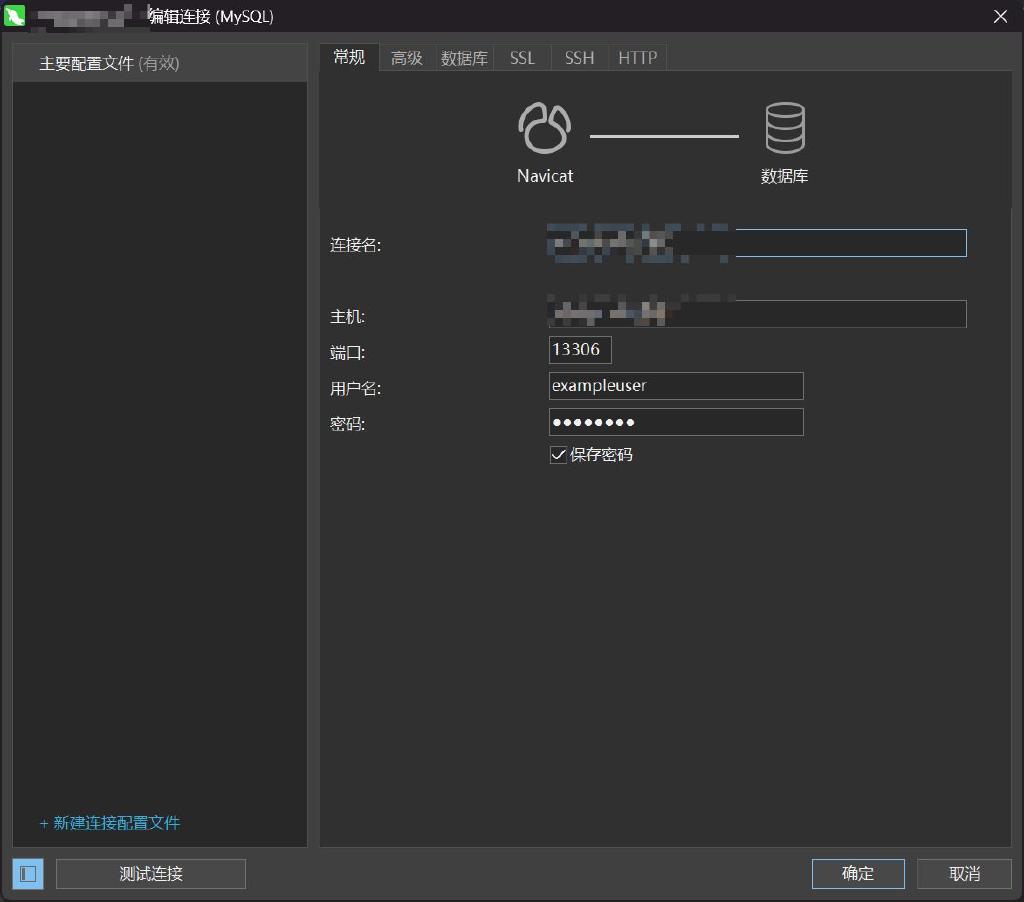 编辑连接 (MySQL)
主要配置文件 (有效)
常规 高级 数据库 SSL SSH HTTP
Navicat 数据库
连接名:
主机:
端口: 13306
用户名: exampleuser
密码: ●●●●●●●●
保存密码
+ 新建连接配置文件
测试连接 确定 取消